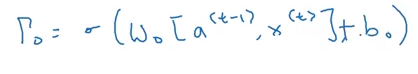 Γₒ = σ(Wₒ[a^(t-1), x^(t)] + bₒ)